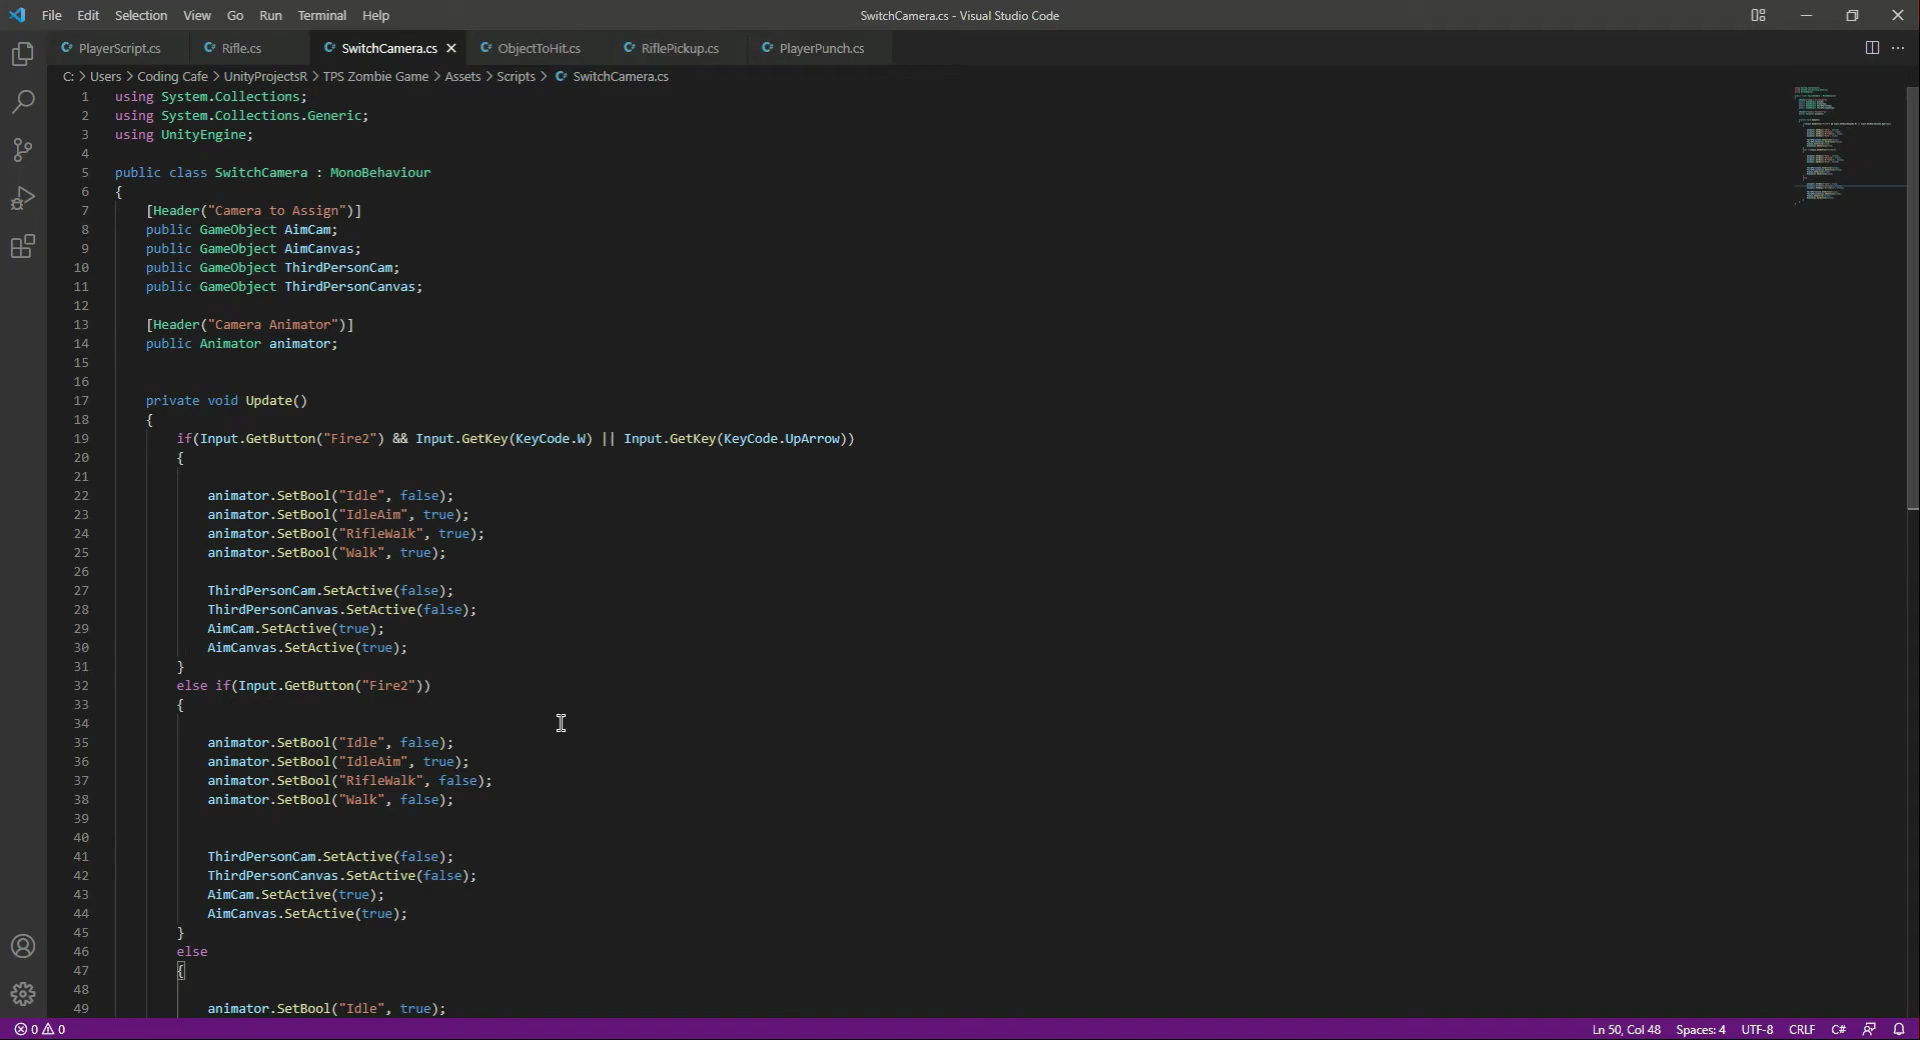 File Edit Selection View Go Run Terminal Help SwitchCamera.cs - Visual Studio Code
PlayerScript.cs Rifle.cs SwitchCamera.cs ObjectToHit.cs RiflePickup.cs PlayerPunch.cs
C: > Users > Coding Cafe > UnityProjectsR > TPS Zombie Game > Assets > Scripts > SwitchCamera.cs
1 using System.Collections;
2 using System.Collections.Generic;
3 using UnityEngine;
4
5 public class SwitchCamera : MonoBehaviour
6 {
7 [Header("Camera to Assign")]
8 public GameObject AimCam;
9 public GameObject AimCanvas;
10 public GameObject ThirdPersonCam;
11 public GameObject ThirdPersonCanvas;
12
13 [Header("Camera Animator")]
14 public Animator animator;
15
16
17 private void Update()
18 {
19 if(Input.GetButton("Fire2") && Input.GetKey(KeyCode.W) || Input.GetKey(KeyCode.UpArrow))
20 {
21
22 animator.SetBool("Idle", false);
23 animator.SetBool("IdleAim", true);
24 animator.SetBool("RifleWalk", true);
25 animator.SetBool("Walk", true);
26
27 ThirdPersonCam.SetActive(false);
28 ThirdPersonCanvas.SetActive(false);
29 AimCam.SetActive(true);
30 AimCanvas.SetActive(true);
31 }
32 else if(Input.GetButton("Fire2"))
33 {
34
35 animator.SetBool("Idle", false);
36 animator.SetBool("IdleAim", true);
37 animator.SetBool("RifleWalk", false);
38 animator.SetBool("Walk", false);
39
40
41 ThirdPersonCam.SetActive(false);
42 ThirdPersonCanvas.SetActive(false);
43 AimCam.SetActive(true);
44 AimCanvas.SetActive(true);
45 }
46 else
47 {
48
49 animator.SetBool("Idle", true);
0 0 Ln 50, Col 48 Spaces: 4 UTF-8 CRLF C#